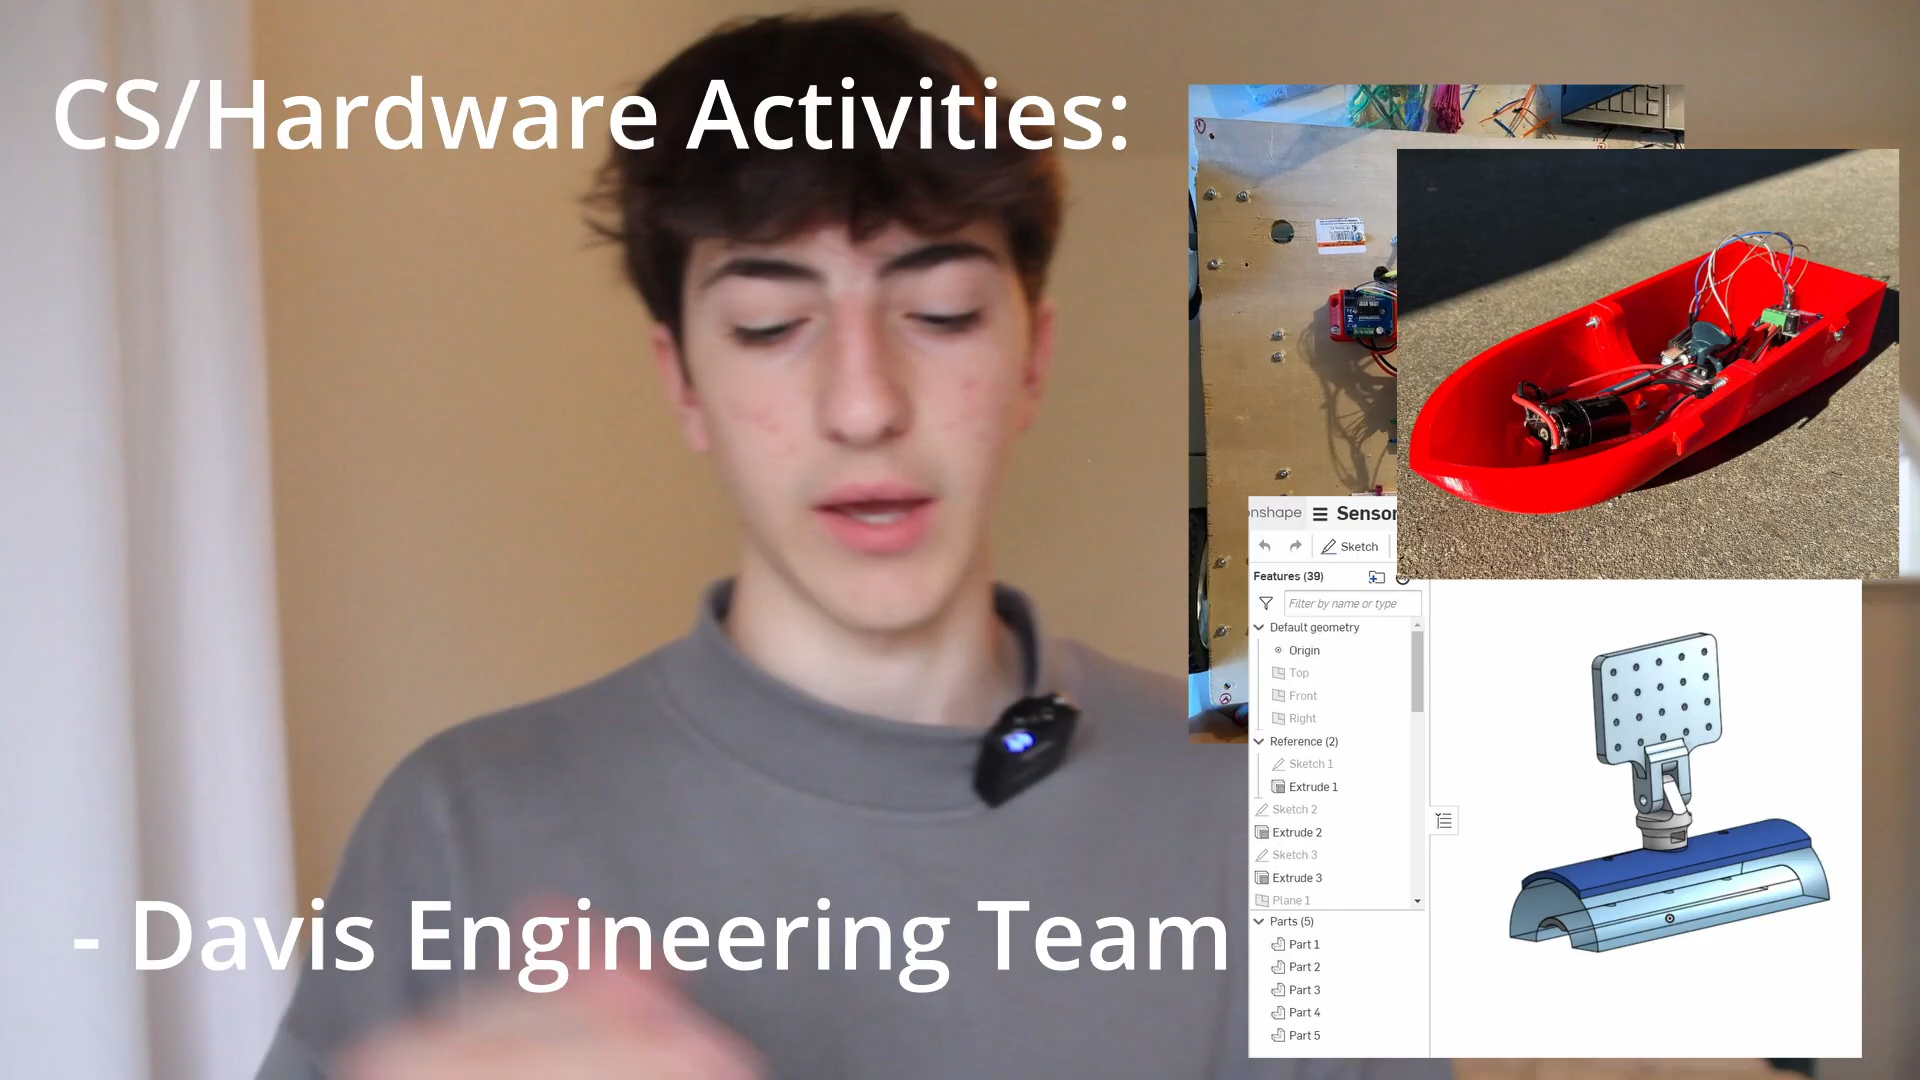 CS/Hardware Activities:
- Davis Engineering Team
nshape
Sensor
Sketch
Features (39)
Filter by name or type
Default geometry
Origin
Top
Front
Right
Reference (2)
Sketch 1
Extrude 1
Sketch 2
Extrude 2
Sketch 3
Extrude 3
Plane 1
Parts (5)
Part 1
Part 2
Part 3
Part 4
Part 5